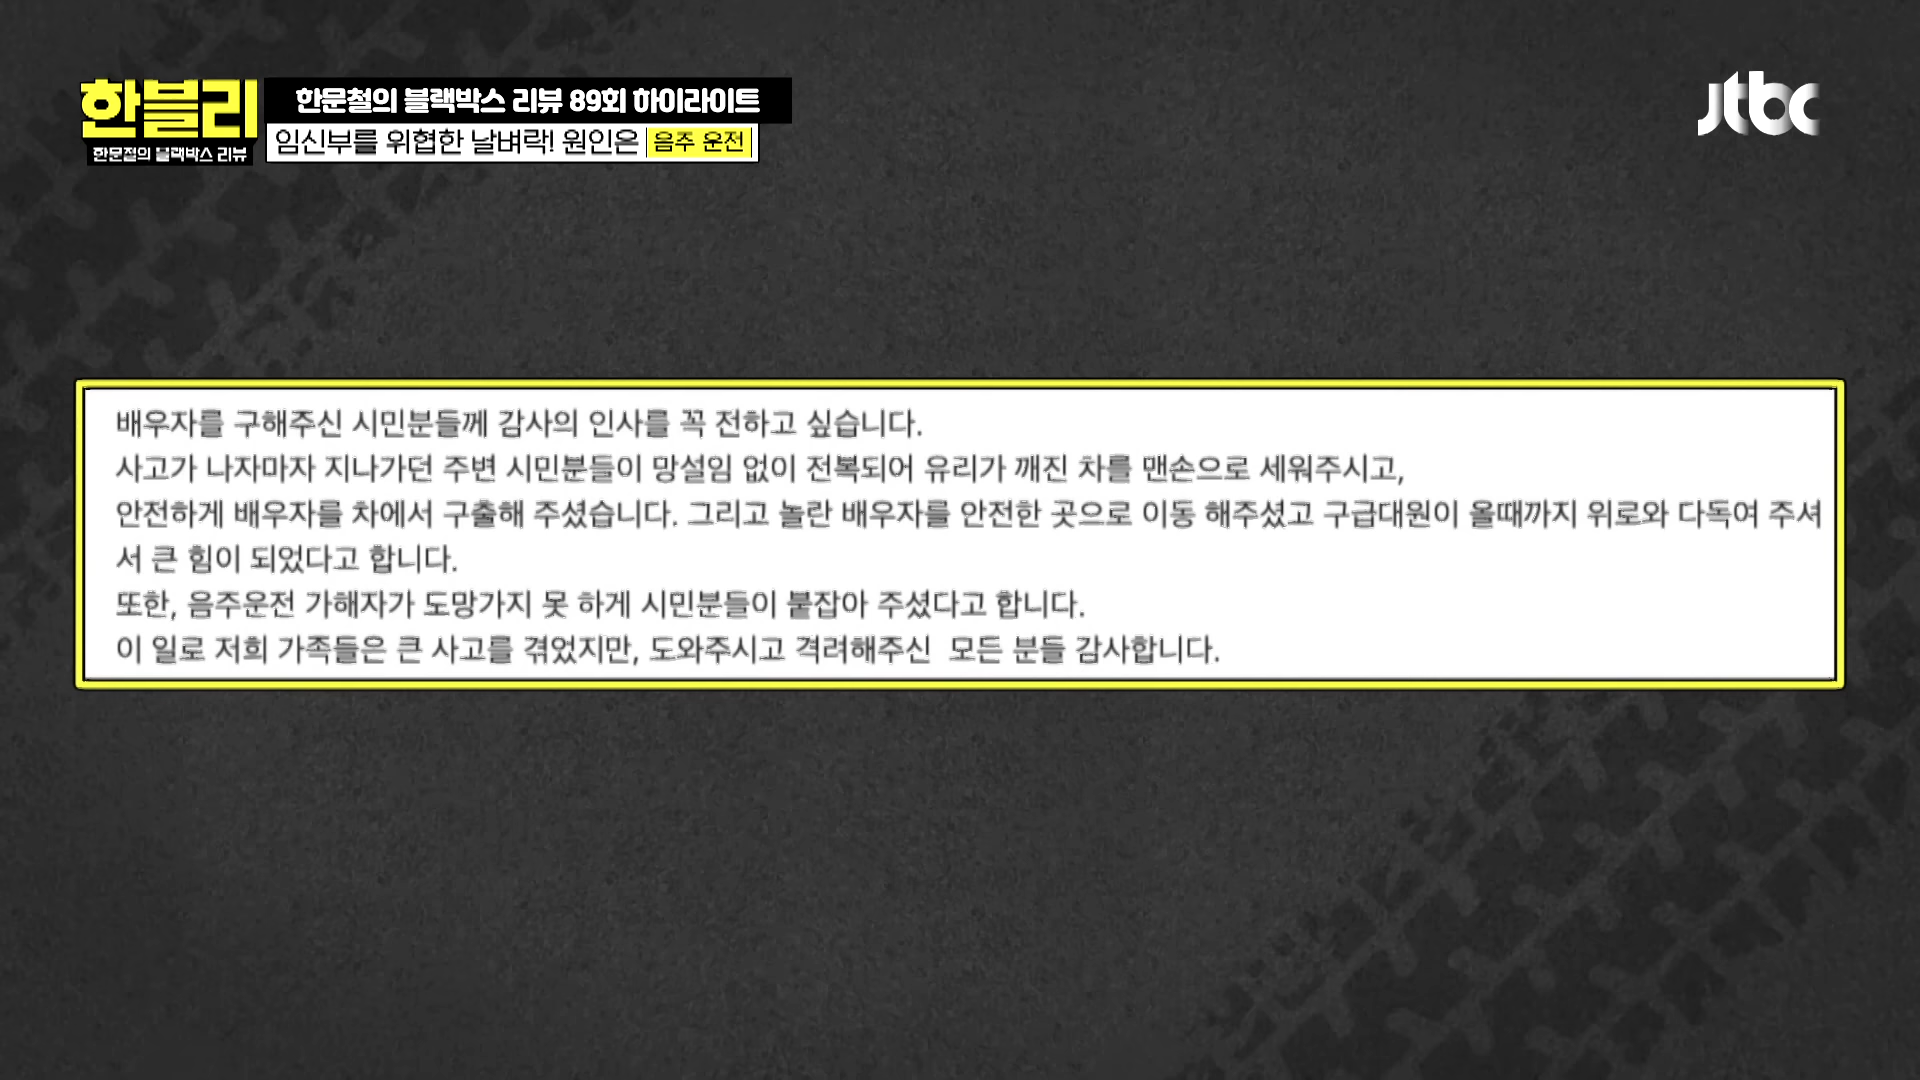 한블리
한문철의 블랙박스 리뷰
한문철의 블랙박스 리뷰 89회 하이라이트
임신부를 위협한 날벼락! 원인은 음주 운전
jtbc
배우자를 구해주신 시민분들께 감사의 인사를 꼭 전하고 싶습니다.
사고가 나자마자 지나가던 주변 시민분들이 망설임 없이 전복되어 유리가 깨진 차를 맨손으로 세워주시고,
안전하게 배우자를 차에서 구출해 주셨습니다. 그리고 놀란 배우자를 안전한 곳으로 이동 해주셨고 구급대원이 올때까지 위로와 다독여 주셔
서 큰 힘이 되었다고 합니다.
또한, 음주운전 가해자가 도망가지 못 하게 시민분들이 붙잡아 주셨다고 합니다.
이 일로 저희 가족들은 큰 사고를 겪었지만, 도와주시고 격려해주신 모든 분들 감사합니다.